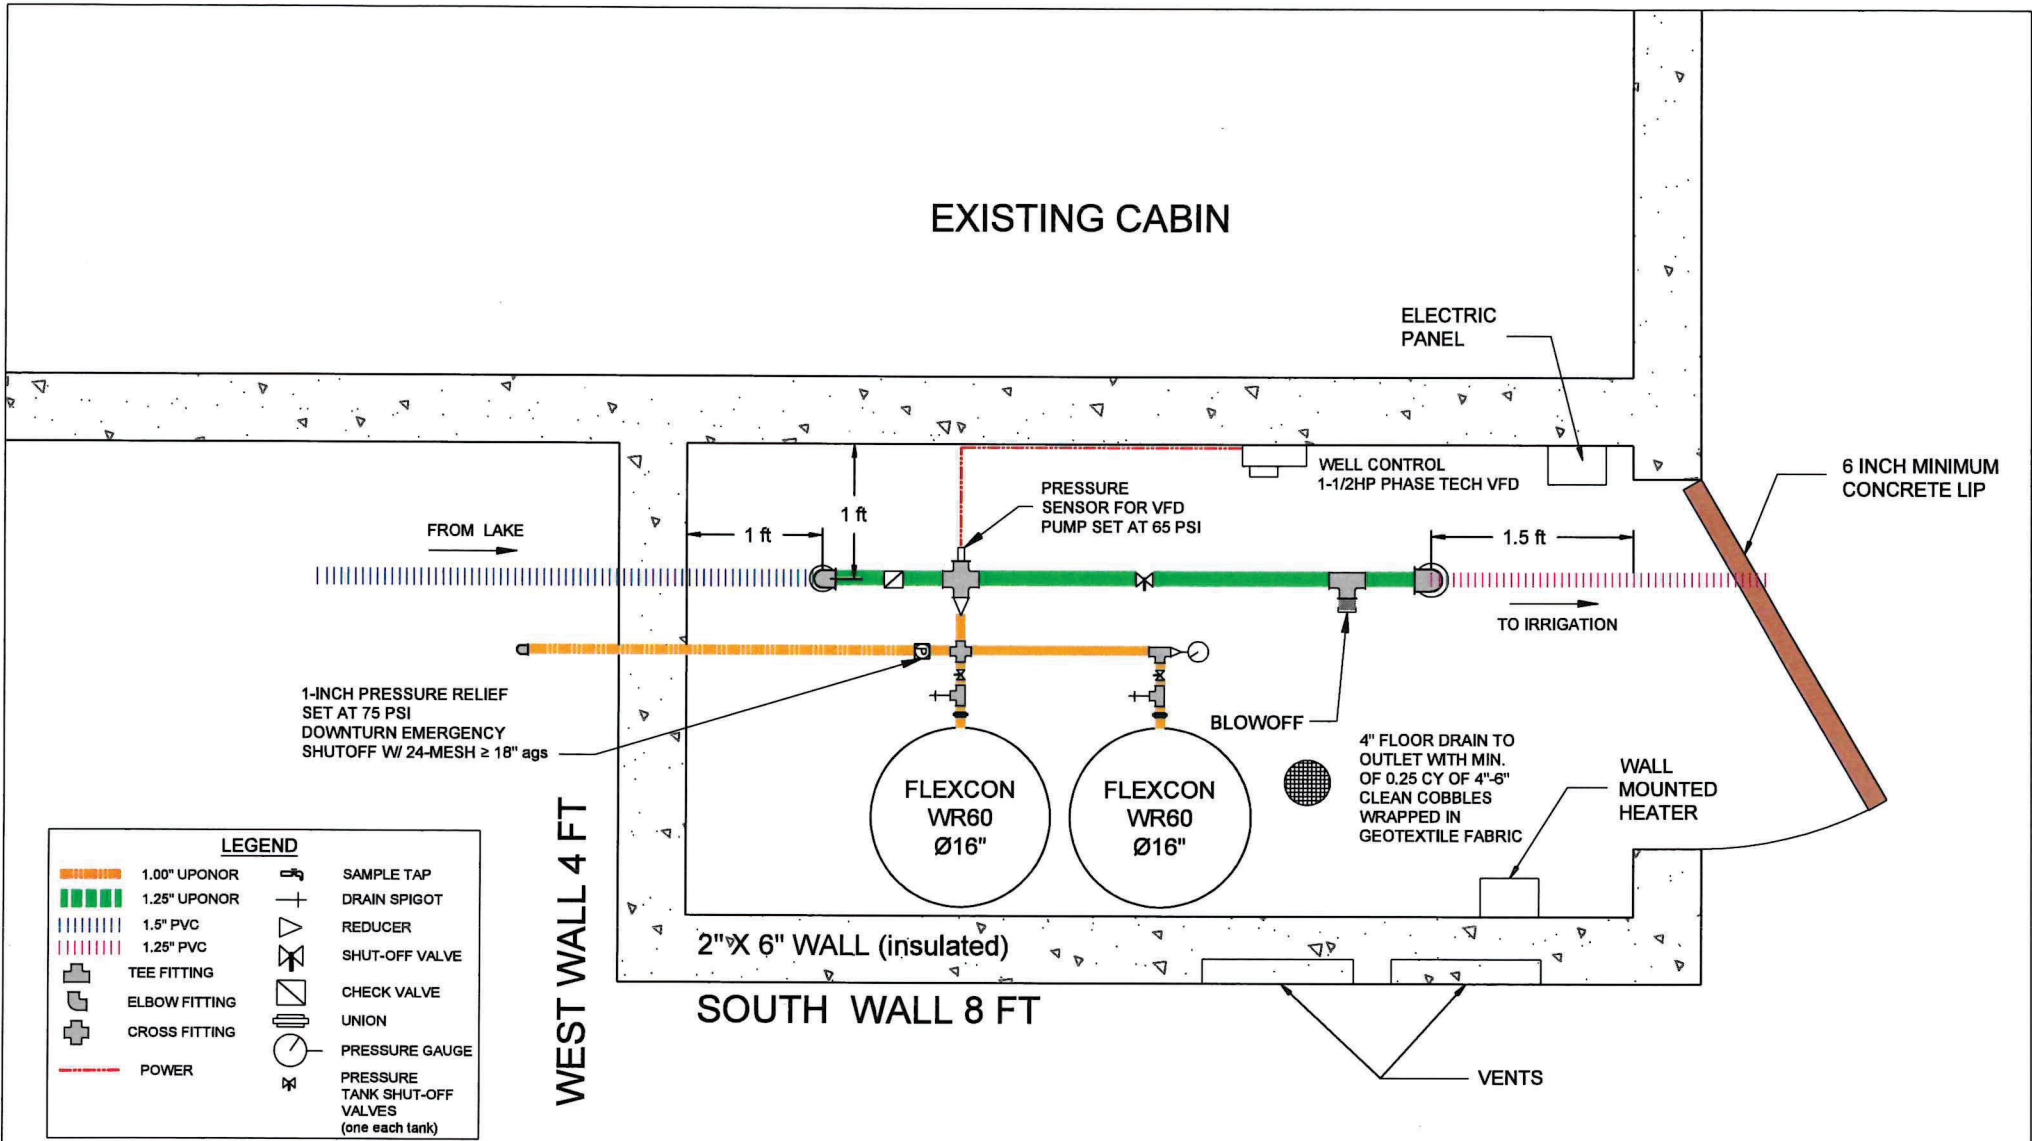 EXISTING CABIN
ELECTRIC
PANEL
6 INCH MINIMUM
CONCRETE LIP
WELL CONTROL
1-1/2HP PHASE TECH VFD
PRESSURE
SENSOR FOR VFD
PUMP SET AT 65 PSI
FROM LAKE
1 ft
1 ft
1.5 ft
TO IRRIGATION
P
1-INCH PRESSURE RELIEF
SET AT 75 PSI
DOWNTURN EMERGENCY
SHUTOFF W/ 24-MESH ≥ 18" ags
BLOWOFF
4" FLOOR DRAIN TO
OUTLET WITH MIN.
OF 0.25 CY OF 4"-6"
CLEAN COBBLES
WRAPPED IN
GEOTEXTILE FABRIC
WALL
MOUNTED
HEATER
FLEXCON
WR60
Ø16"
FLEXCON
WR60
Ø16"
WEST WALL 4 FT
2"X 6" WALL (insulated)
SOUTH WALL 8 FT
VENTS
LEGEND
1.00" UPONOR
1.25" UPONOR
1.5" PVC
1.25" PVC
TEE FITTING
ELBOW FITTING
CROSS FITTING
POWER
SAMPLE TAP
DRAIN SPIGOT
REDUCER
SHUT-OFF VALVE
CHECK VALVE
UNION
PRESSURE GAUGE
PRESSURE
TANK SHUT-OFF
VALVES
(one each tank)